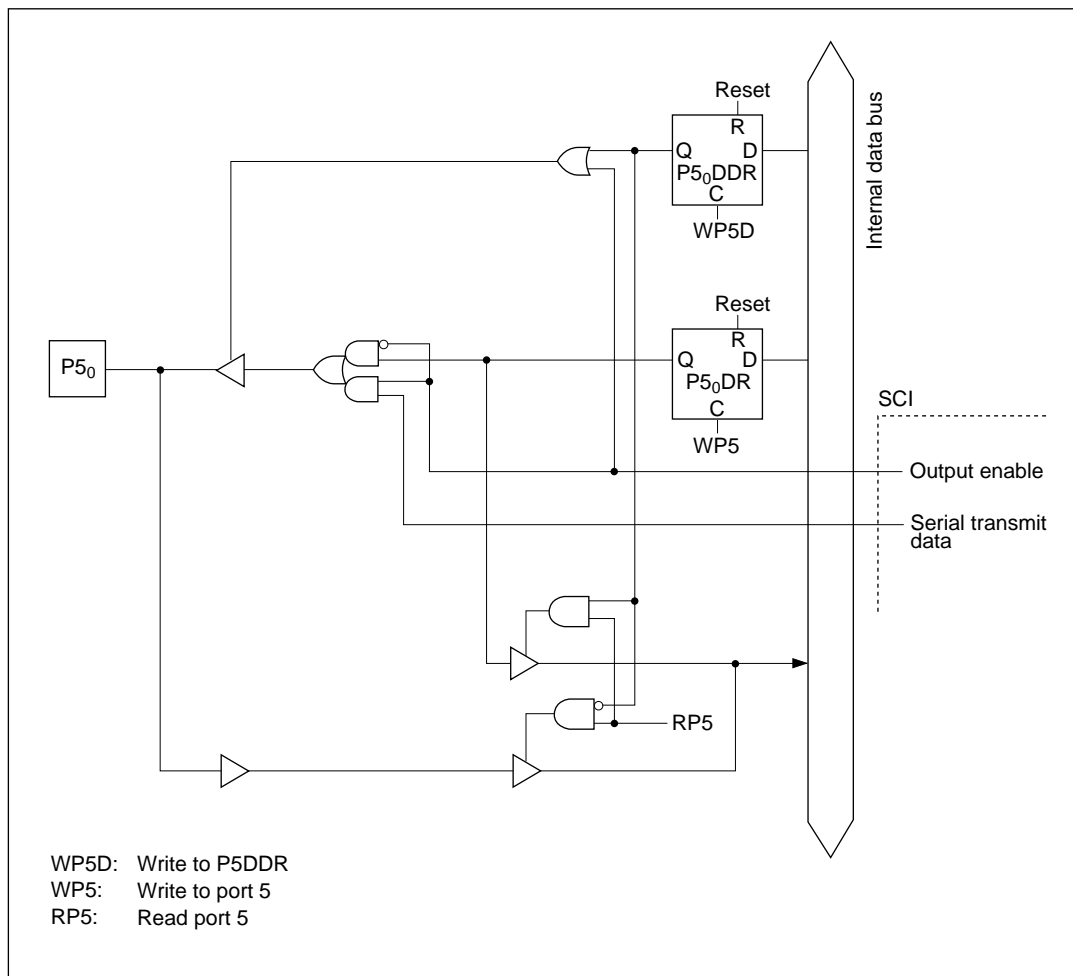 Reset
R
Q D
P5₀DDR
C
WP5D
Internal data bus
Reset
R
Q D
P5₀DR
C
WP5
P5₀
SCI
Output enable
Serial transmit
data
RP5
WP5D: Write to P5DDR
WP5: Write to port 5
RP5: Read port 5